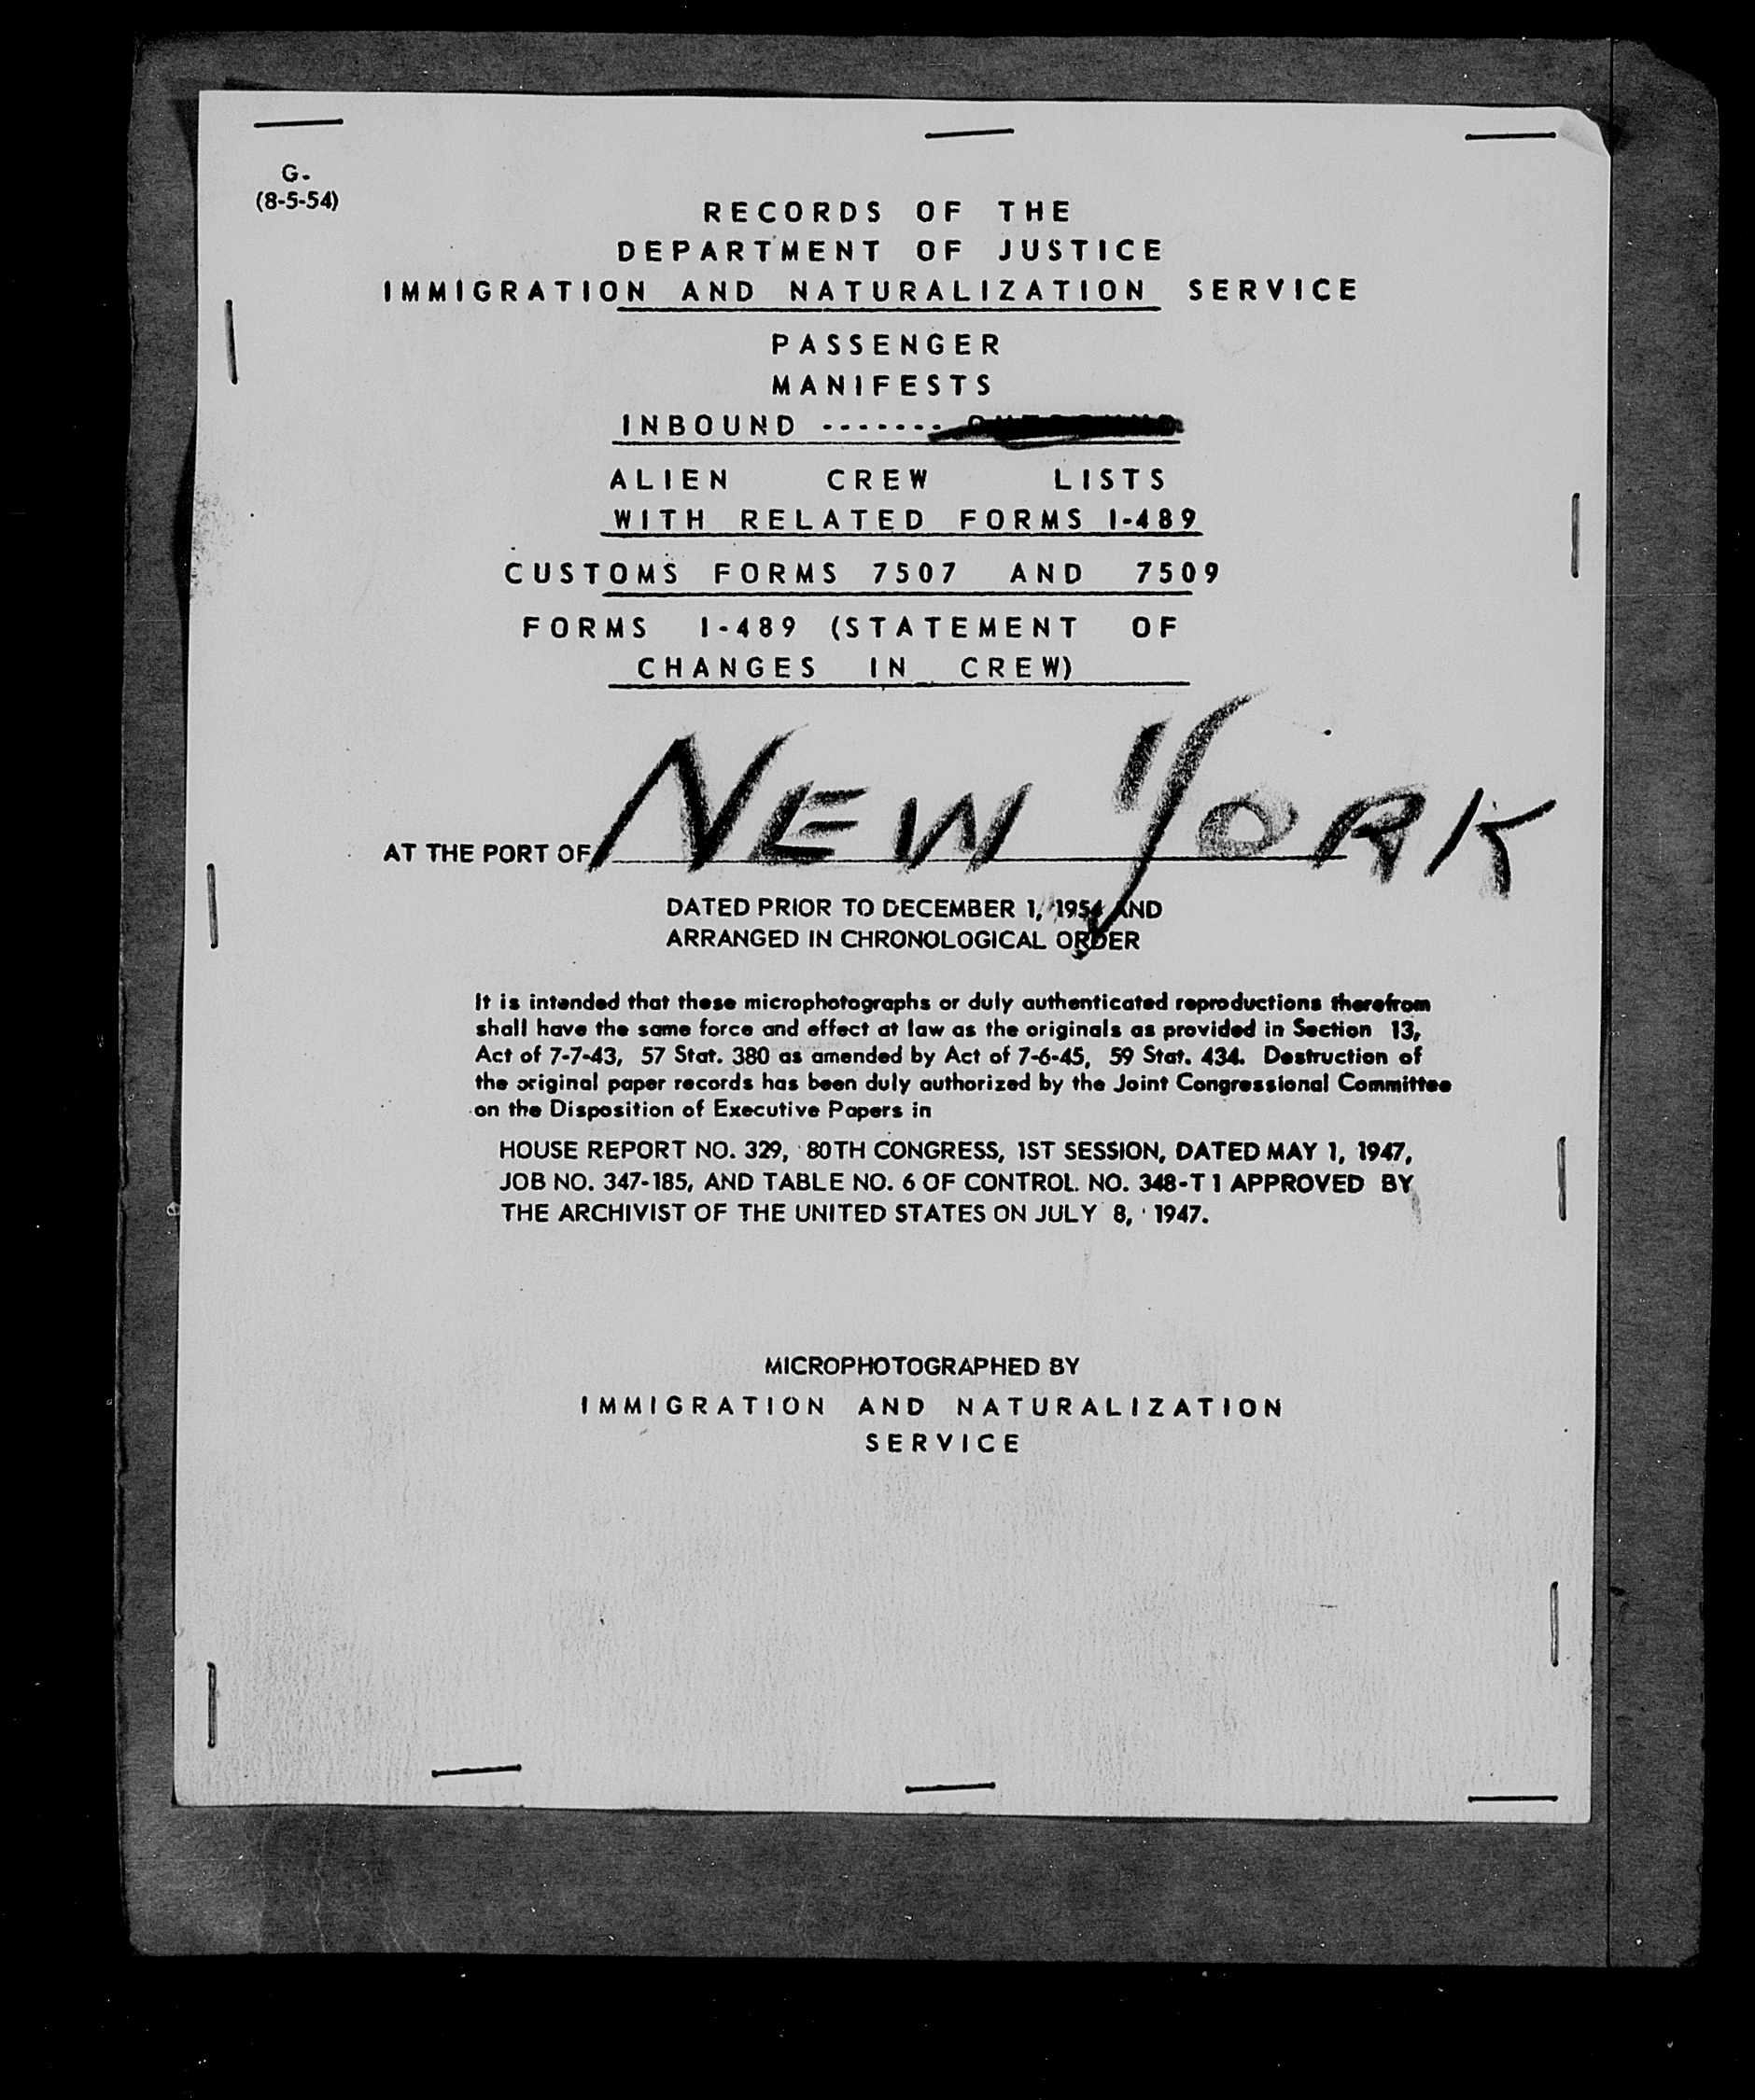 G.
(8-5-54)
RECORDS OF THE
DEPARTMENT OF JUSTICE
IMMIGRATION AND NATURALIZATION SERVICE
PASSENGER
MANIFESTS
INBOUND -------
ALIEN CREW LISTS
WITH RELATED FORMS I-489
CUSTOMS FORMS 7507 AND 7509
FORMS I-489 (STATEMENT OF
CHANGES IN CREW)
AT THE PORT OF NEW YORK
DATED PRIOR TO DECEMBER 1, 1954 AND
ARRANGED IN CHRONOLOGICAL ORDER
It is intended that these microphotographs or duly authenticated reproductions therefrom
shall have the same force and effect at law as the originals as provided in Section 13,
Act of 7-7-43, 57 Stat. 380 as amended by Act of 7-6-45, 59 Stat. 434. Destruction of
the original paper records has been duly authorized by the Joint Congressional Committee
on the Disposition of Executive Papers in
HOUSE REPORT NO. 329, 80TH CONGRESS, 1ST SESSION, DATED MAY 1, 1947,
JOB NO. 347-185, AND TABLE NO. 6 OF CONTROL NO. 348-T1 APPROVED BY
THE ARCHIVIST OF THE UNITED STATES ON JULY 8, 1947.
MICROPHOTOGRAPHED BY
IMMIGRATION AND NATURALIZATION
SERVICE